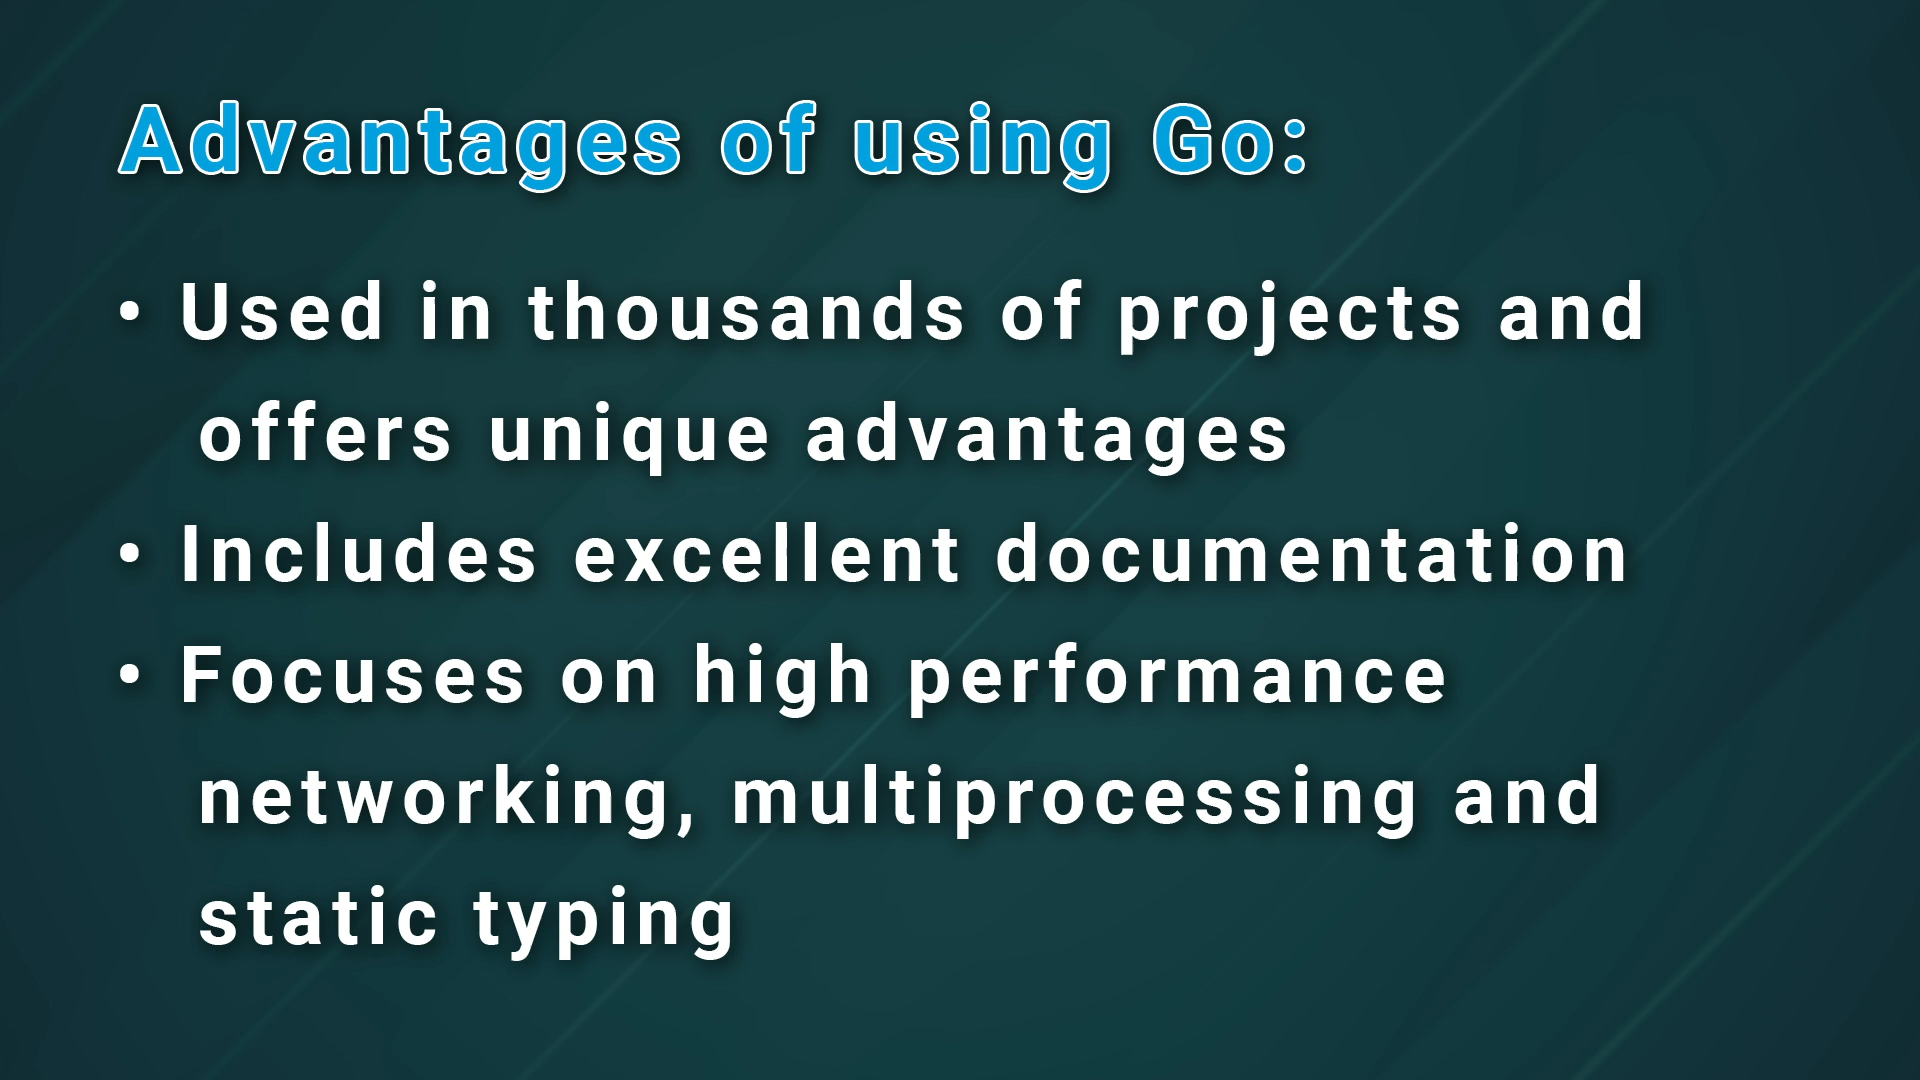 Advantages of using Go:
• Used in thousands of projects and
offers unique advantages
• Includes excellent documentation
• Focuses on high performance
networking, multiprocessing and
static typing